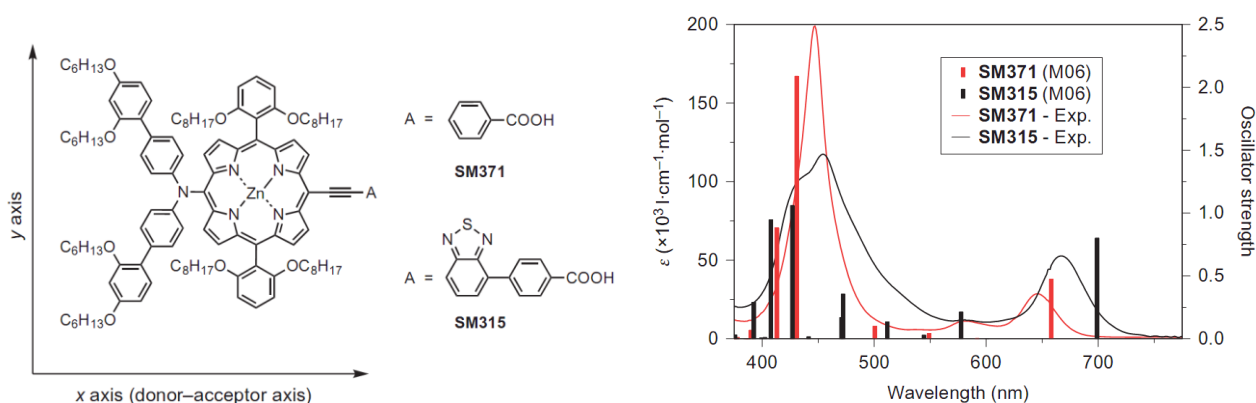 y axis
x axis (donor–acceptor axis)
C6H13O
C6H13O
C6H13O
C6H13O
C8H17O
OC8H17
N
N
N
Zn
N
N
A
C8H17O
OC8H17
A =
COOH
SM371
S
N
N
A =
COOH
SM315
200
150
100
50
0
ε (×10³ l·cm⁻¹·mol⁻¹)
400
500
600
700
Wavelength (nm)
2.5
2.0
1.5
1.0
0.5
0.0
Oscillator strength
SM371 (M06)
SM315 (M06)
SM371 - Exp.
SM315 - Exp.